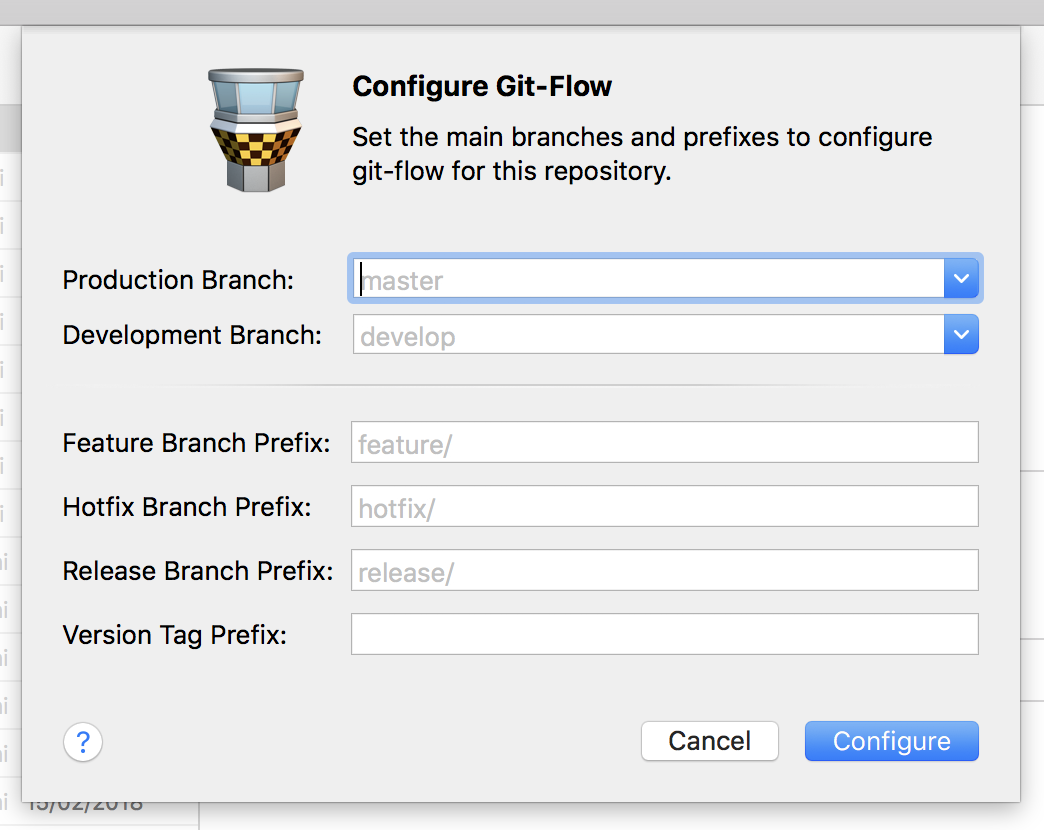 Configure Git-Flow
Set the main branches and prefixes to configure
git-flow for this repository.
Production Branch:
master
Development Branch:
develop
Feature Branch Prefix:
feature/
Hotfix Branch Prefix:
hotfix/
Release Branch Prefix:
release/
Version Tag Prefix:
?
Cancel
Configure
15/02/2018